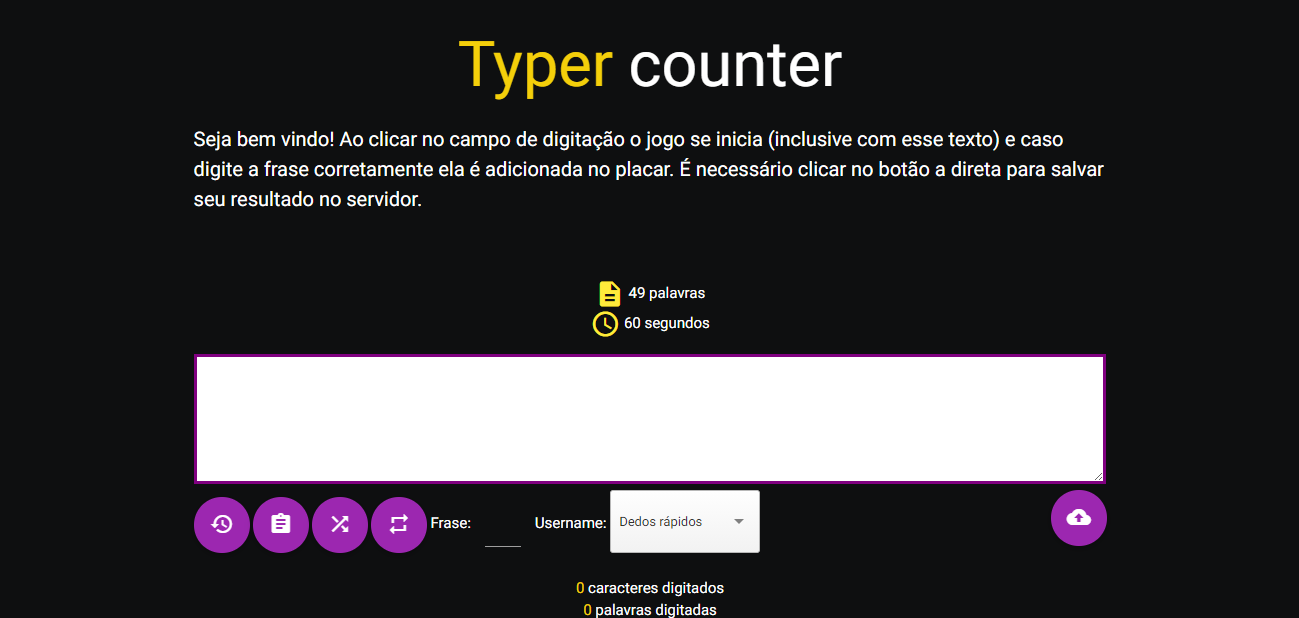 Typer counter
Seja bem vindo! Ao clicar no campo de digitação o jogo se inicia (inclusive com esse texto) e caso
digite a frase corretamente ela é adicionada no placar. É necessário clicar no botão a direta para salvar
seu resultado no servidor.
49 palavras
60 segundos
Frase: Username: Dedos rápidos
0 caracteres digitados
0 palavras digitadas